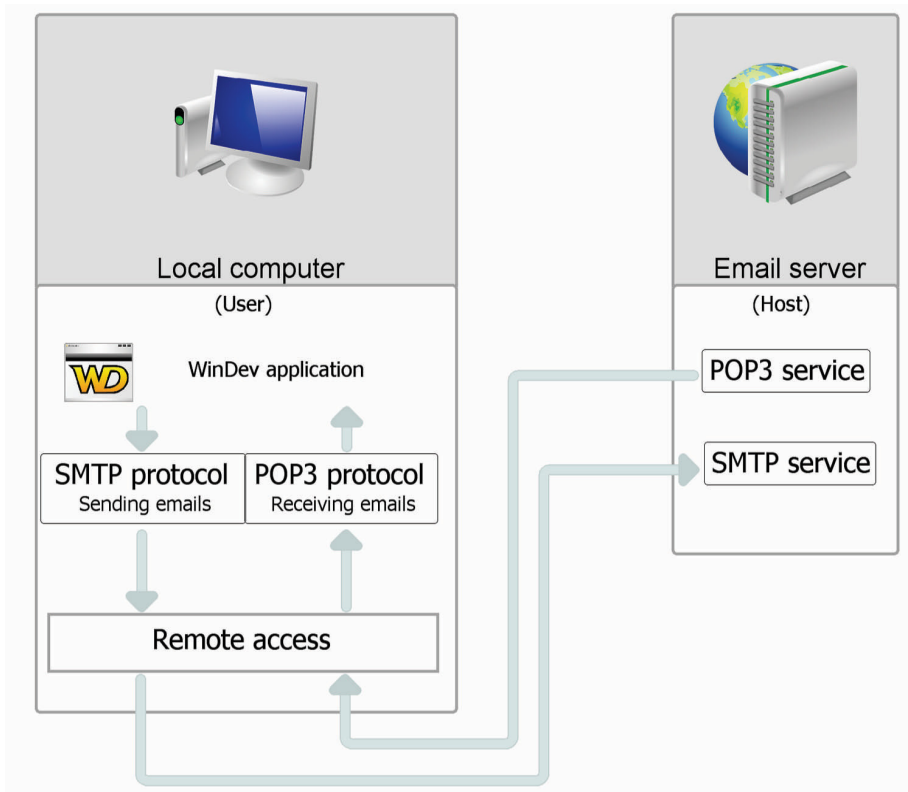 Local computer
(User)
WD
WinDev application
SMTP protocol
Sending emails
POP3 protocol
Receiving emails
Remote access
Email server
(Host)
POP3 service
SMTP service